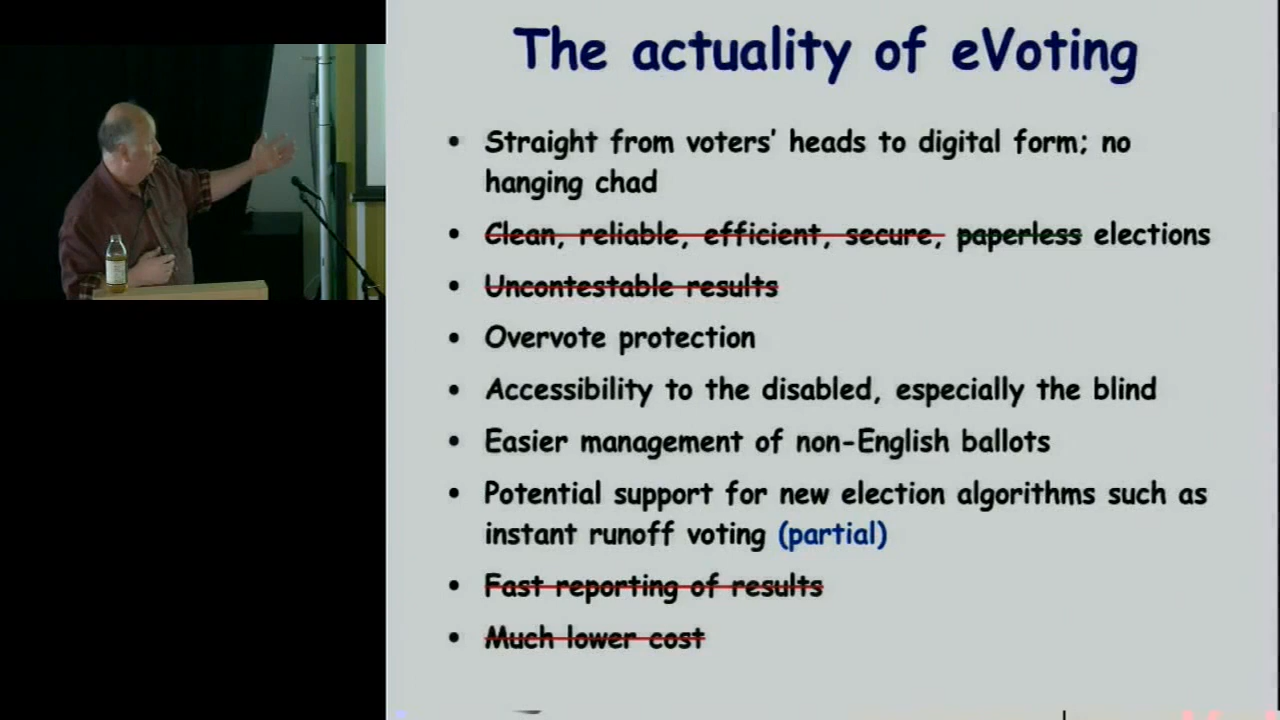 The actuality of eVoting
• Straight from voters' heads to digital form; no
hanging chad
• Clean, reliable, efficient, secure, paperless elections
• Uncontestable results
• Overvote protection
• Accessibility to the disabled, especially the blind
• Easier management of non-English ballots
• Potential support for new election algorithms such as
instant runoff voting (partial)
• Fast reporting of results
• Much lower cost